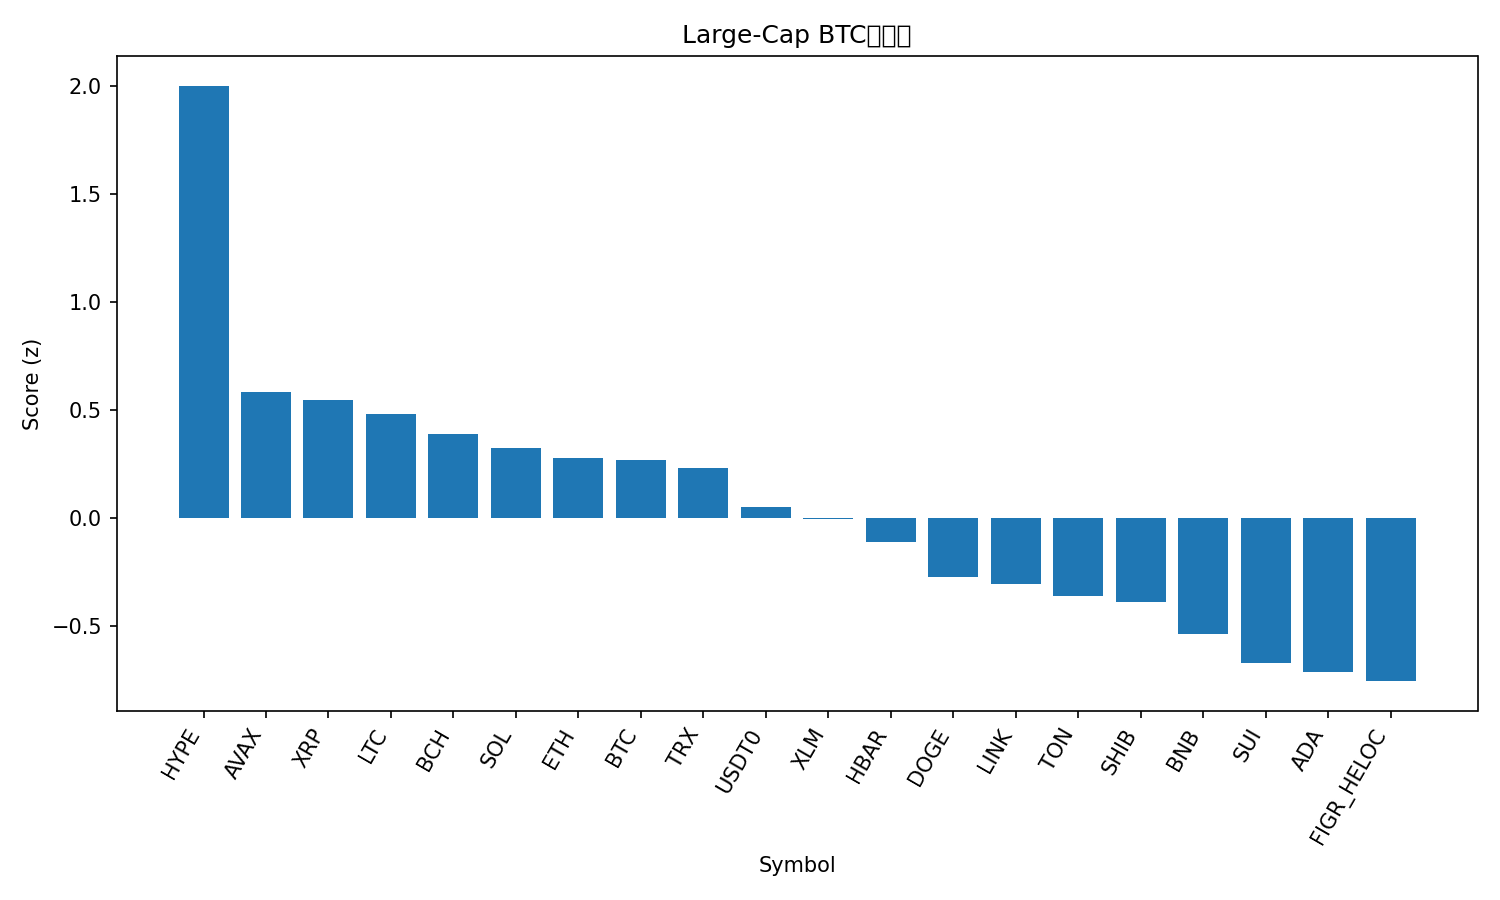 Large-Cap BTC
Score (z)
2.0
1.5
1.0
0.5
0.0
−0.5
HYPE
AVAX
XRP
LTC
BCH
SOL
ETH
BTC
TRX
USDT0
XLM
HBAR
DOGE
LINK
TON
SHIB
BNB
SUI
ADA
FIGR_HELOC
Symbol